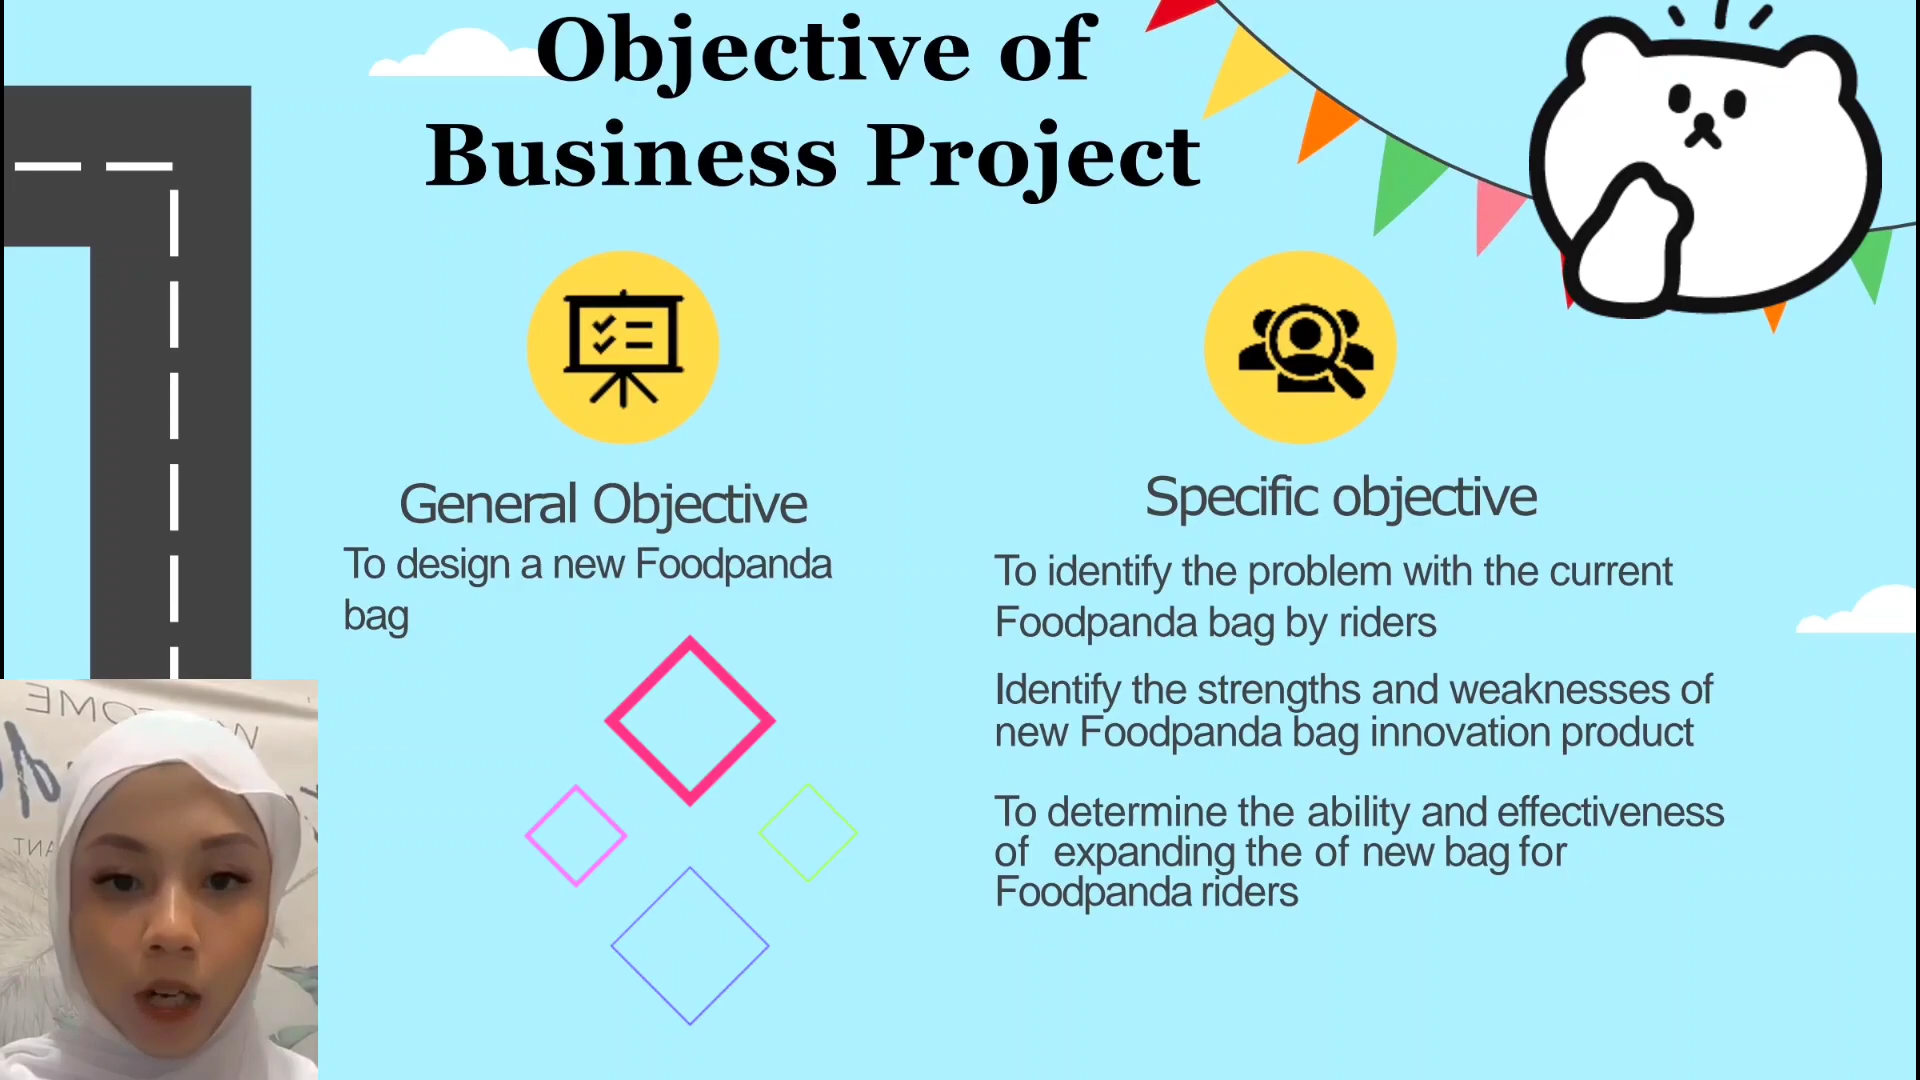 Objective of
Business Project
General Objective
To design a new Foodpanda
bag
Specific objective
To identify the problem with the current
Foodpanda bag by riders
Identify the strengths and weaknesses of
new Foodpanda bag innovation product
To determine the ability and effectiveness
of expanding the of new bag for
Foodpanda riders